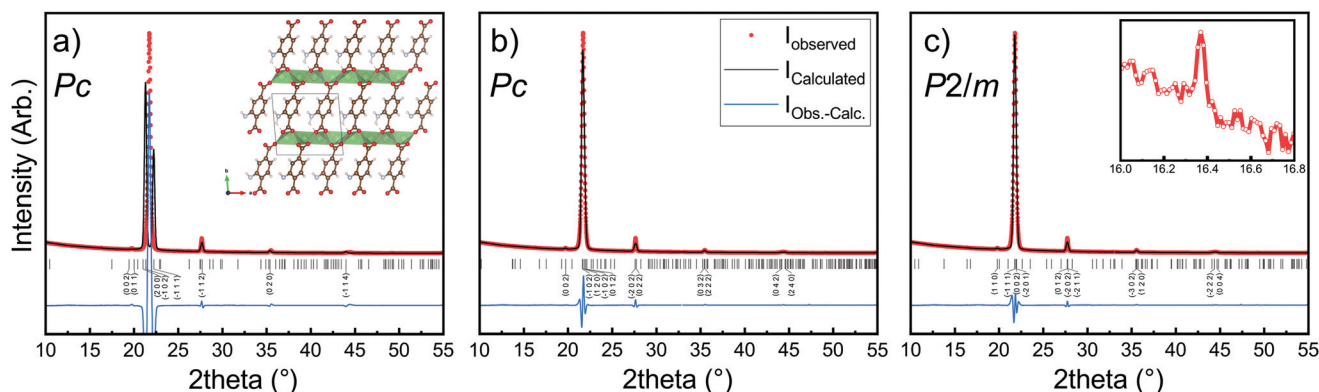 a)
Pc
b
a
(0 0 2)
(0 1 1)
(2 0 0)
(-1 0 2)
(-1 1 1)
(-1 1 2)
(0 2 0)
(-1 1 4)
10 15 20 25 30 35 40 45 50 55
2theta (°)
Intensity (Arb.)
b)
Pc
Iobserved
ICalculated
IObs.-Calc.
(0 0 2)
(-1 0 2)
(1 2 0)
(0 1 2)
(-2 0 2)
(0 2 2)
(0 3 2)
(2 2 2)
(0 4 2)
(2 4 0)
10 15 20 25 30 35 40 45 50 55
2theta (°)
c)
P2/m
16.0 16.2 16.4 16.6 16.8
(1 1 0)
(-1 1 1)
(0 0 2)
(-2 0 1)
(0 1 2)
(-2 0 2)
(-2 1 1)
(-3 0 2)
(1 2 0)
(-2 2 2)
(0 0 4)
10 15 20 25 30 35 40 45 50 55
2theta (°)